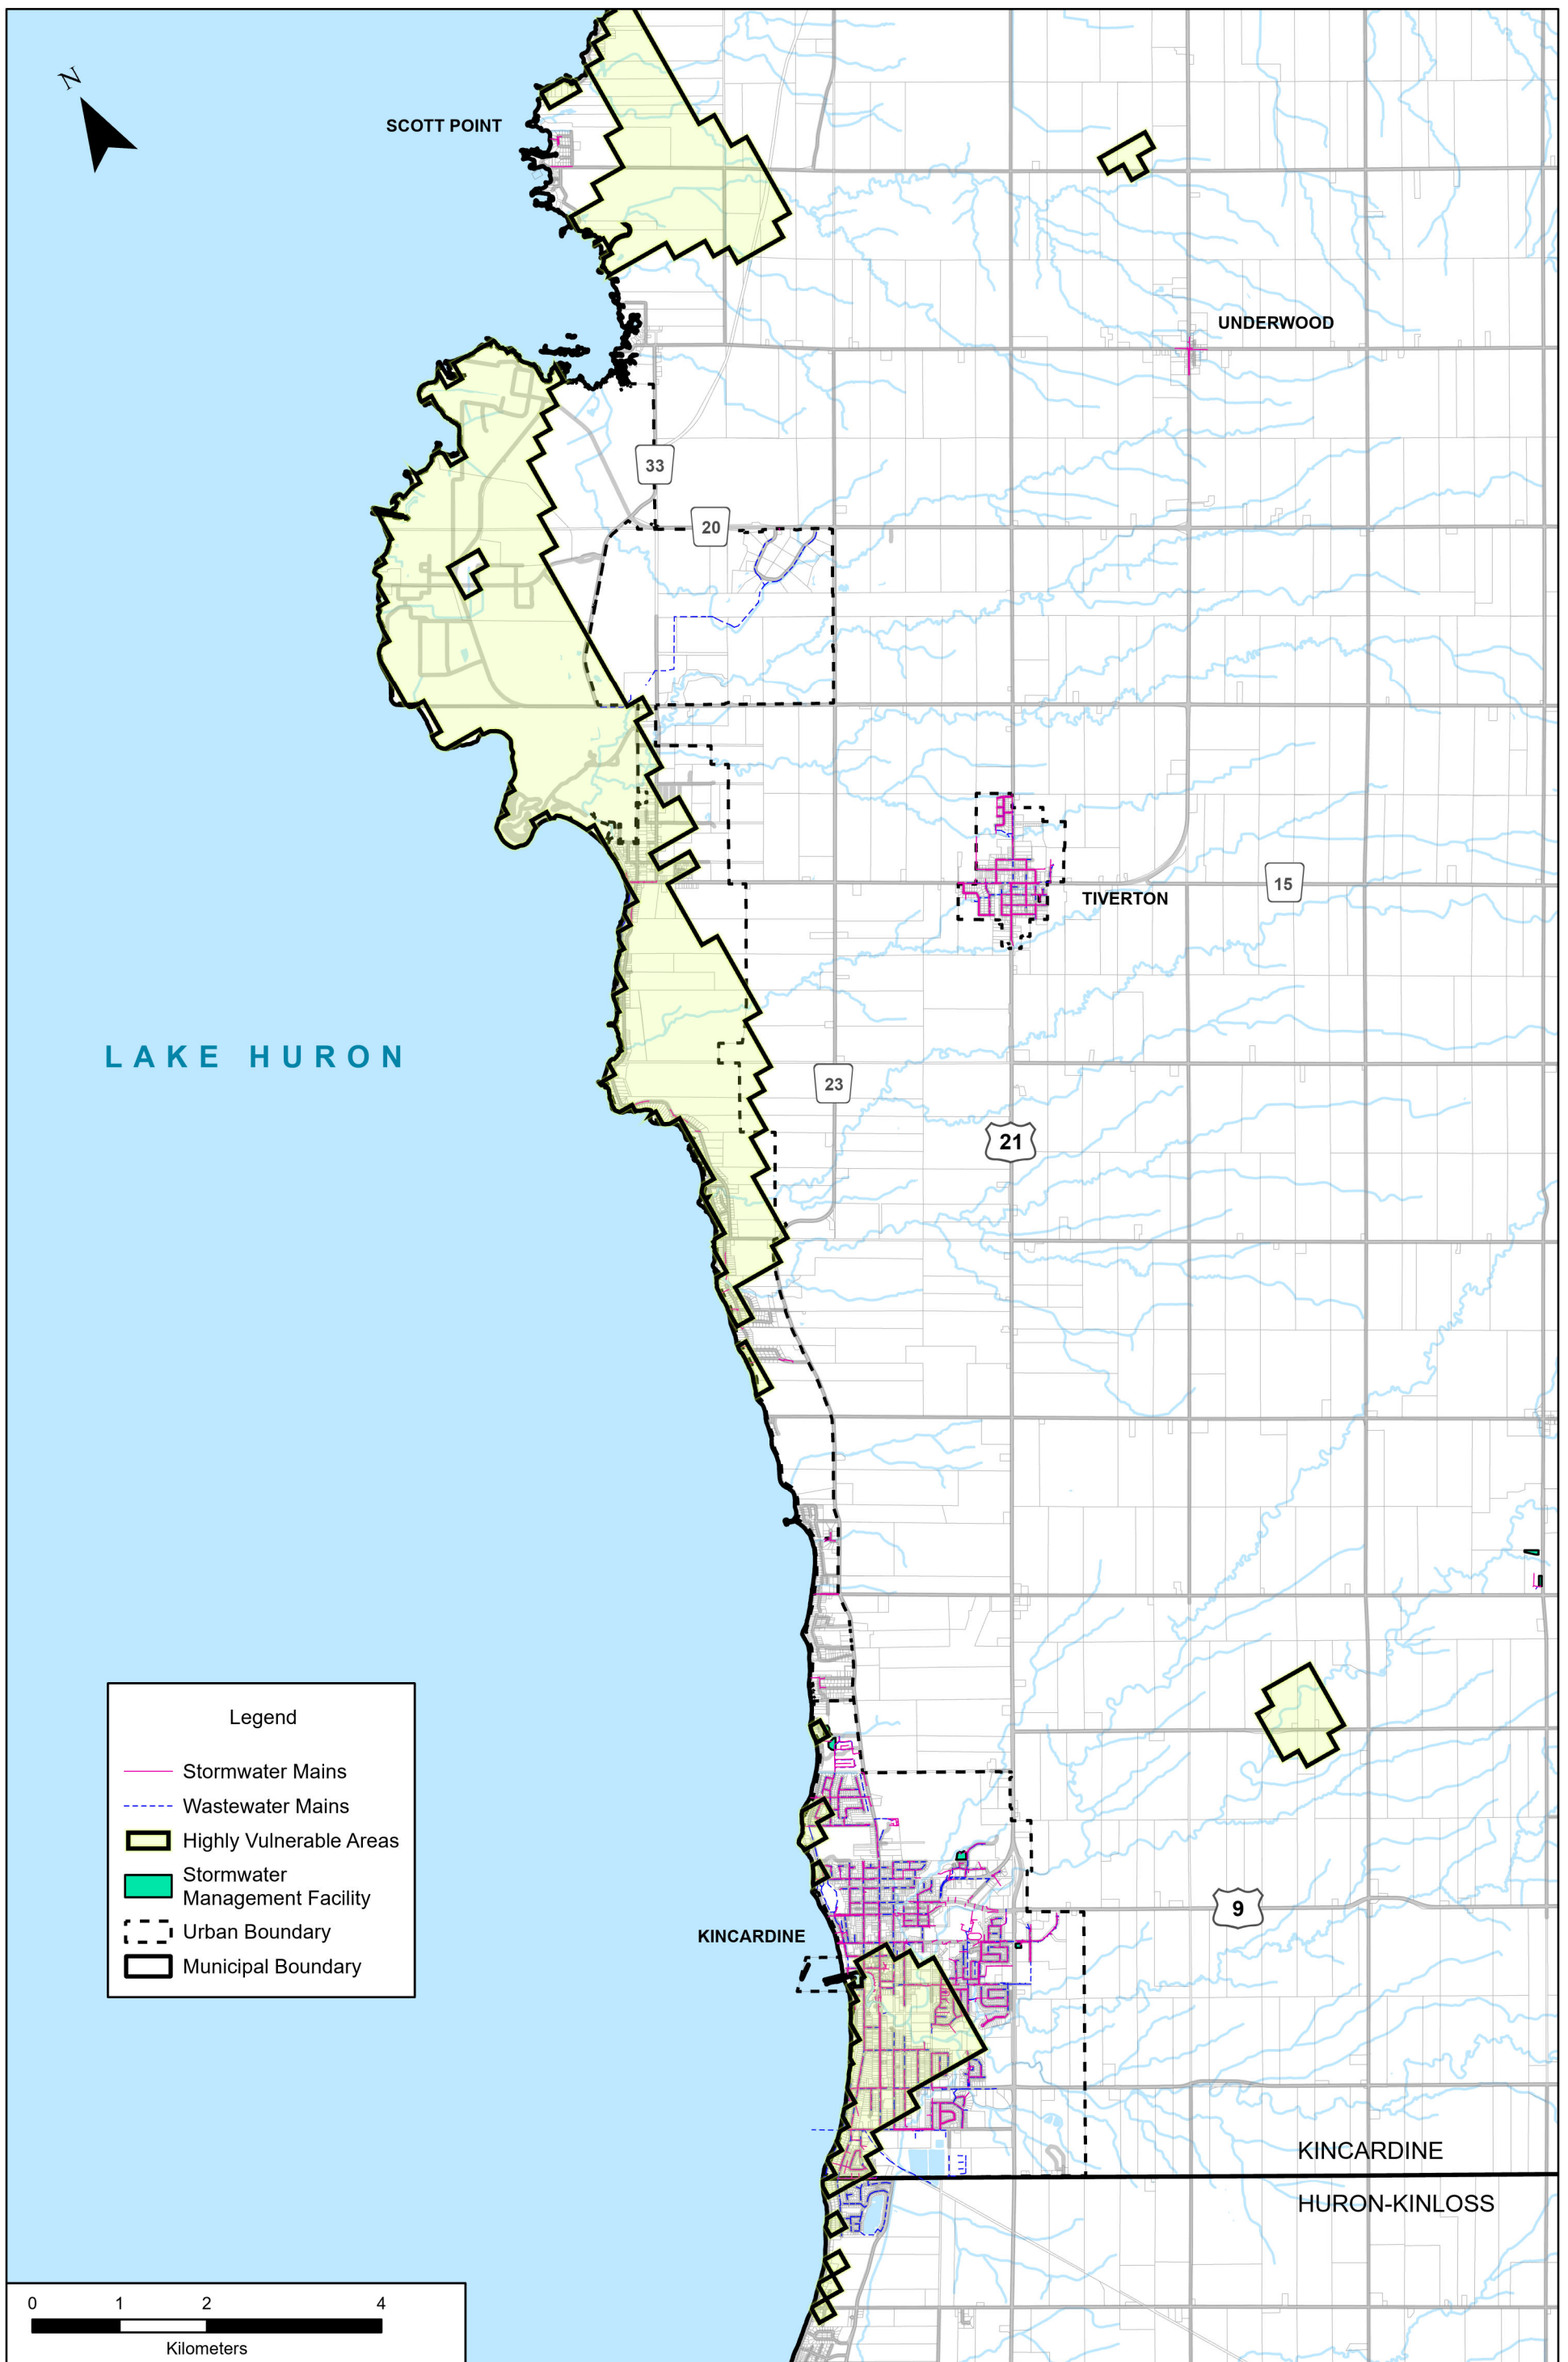 N
SCOTT POINT
UNDERWOOD
33
20
15
TIVERTON
LAKE HURON
23
21
Legend
Stormwater Mains
Wastewater Mains
Highly Vulnerable Areas
Stormwater
Management Facility
Urban Boundary
Municipal Boundary
9
KINCARDINE
KINCARDINE
HURON-KINLOSS
0 1 2 4
Kilometers